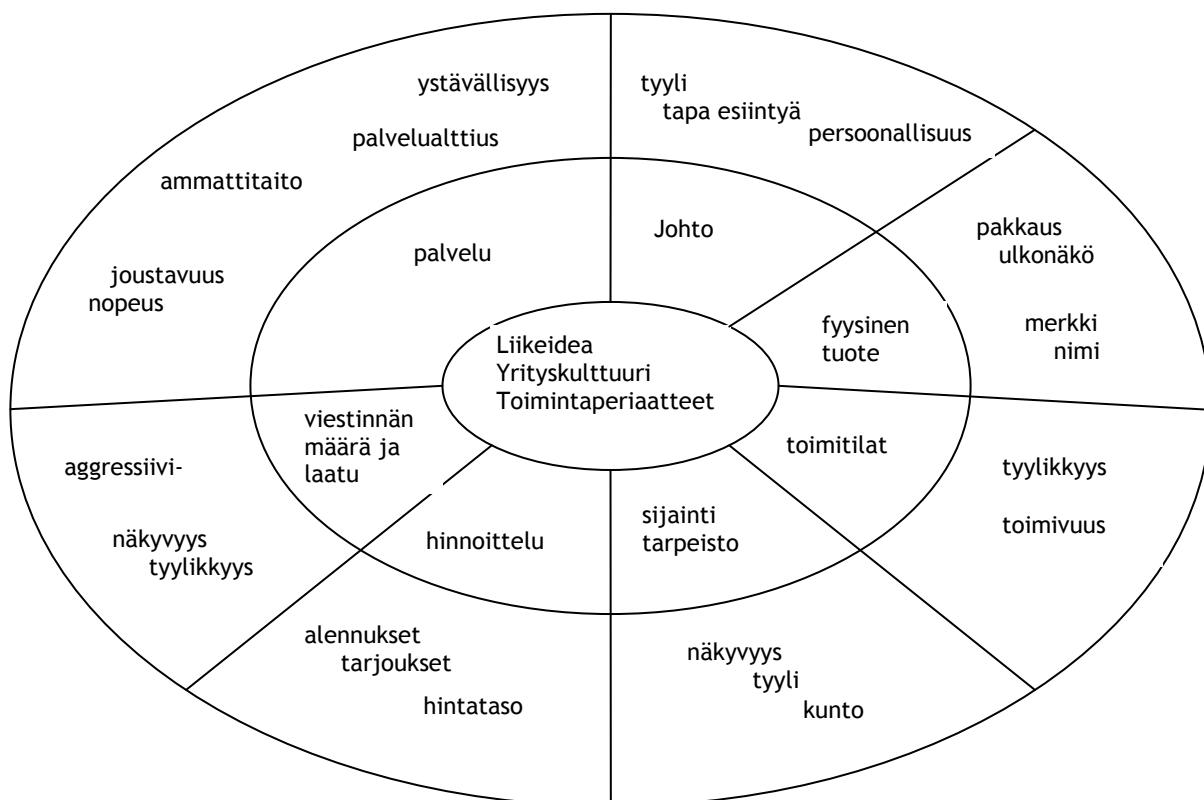 ystävällisyys
palvelualttius
ammattitaito
joustavuus
nopeus
tyyli
tapa esiintyä
persoonallisuus
palvelu
Johto
pakkaus
ulkonäkö
merkki
nimi
fyysinen
tuote
Liikeidea
Yrityskulttuuri
Toimintaperiaatteet
viestinnän
määrä ja
laatu
toimitilat
aggressiivi-
näkyvyys
tyylikkyys
tyylikkyys
toimivuus
hinnoittelu
sijainti
tarpeisto
alennukset
tarjoukset
hintataso
näkyvyys
tyyli
kunto